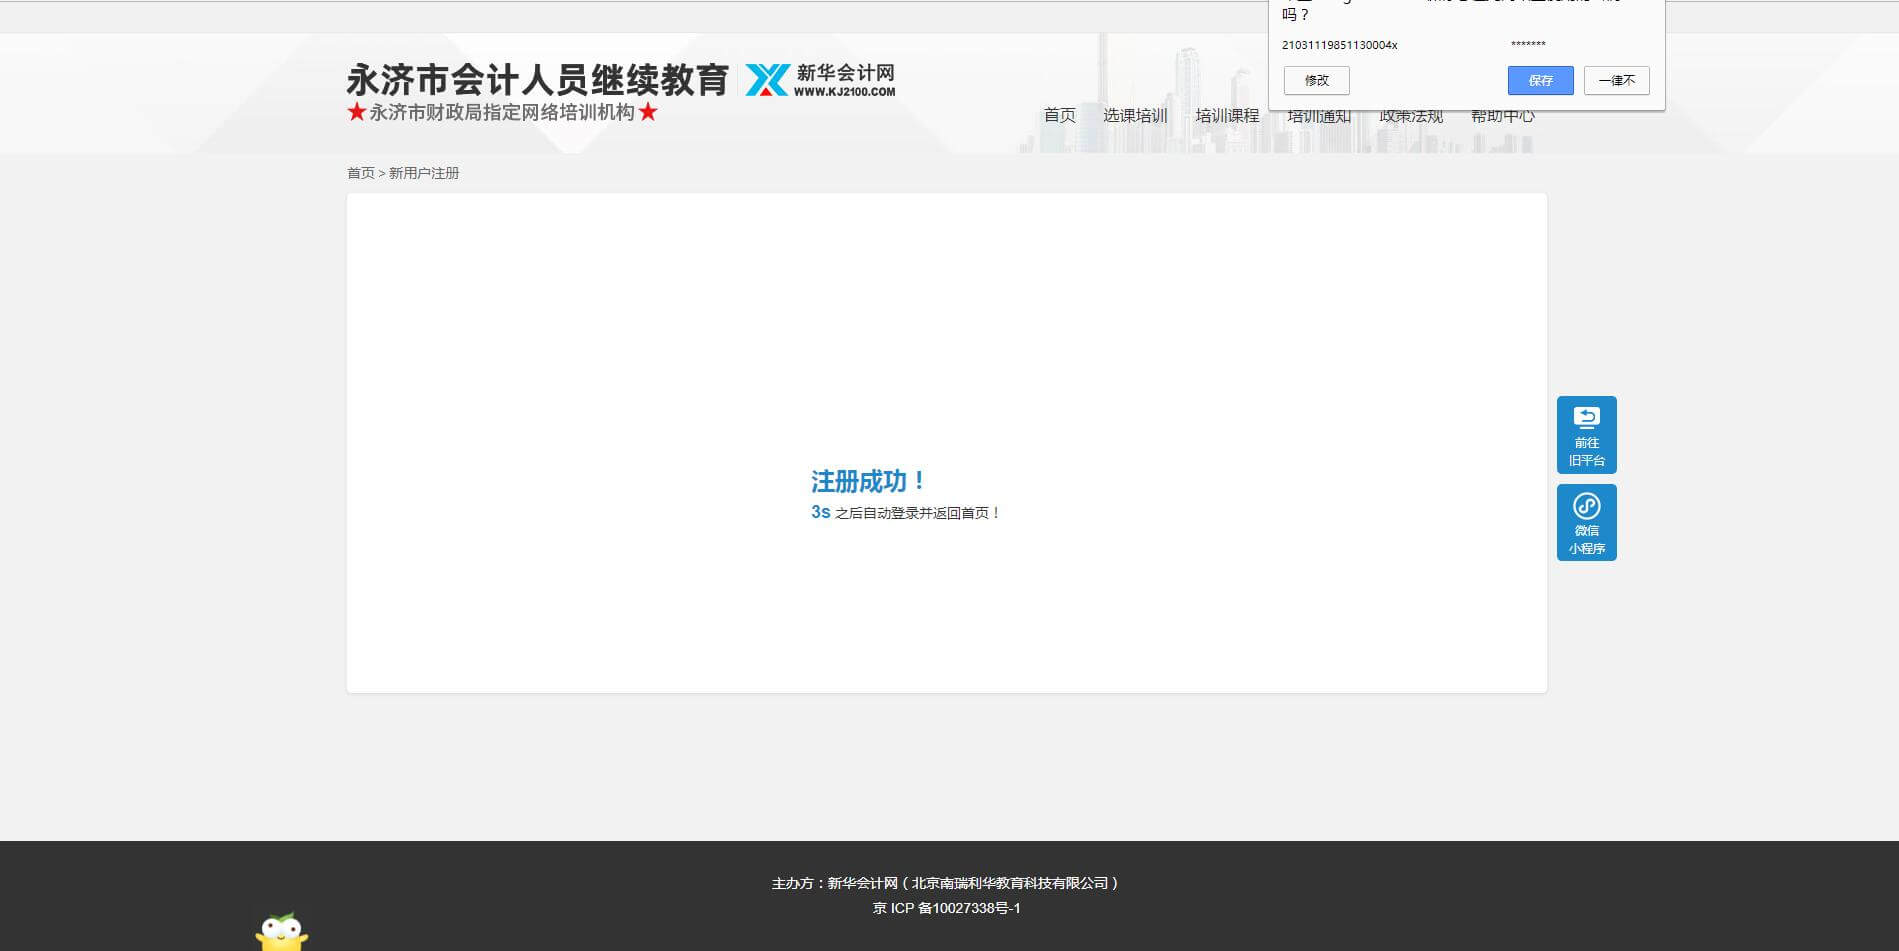 吗？
21031119851130004x
*******
修改
保存
一律不
永济市会计人员继续教育
新华会计网
WWW.KJ2100.COM
★永济市财政局指定网络培训机构★
首页 选课培训 培训课程 培训通知 政策法规 帮助中心
首页 > 新用户注册
注册成功！
3s 之后自动登录并返回首页！
前往
旧平台
微信
小程序
主办方：新华会计网（北京南瑞利华教育科技有限公司）
京 ICP 备10027338号-1